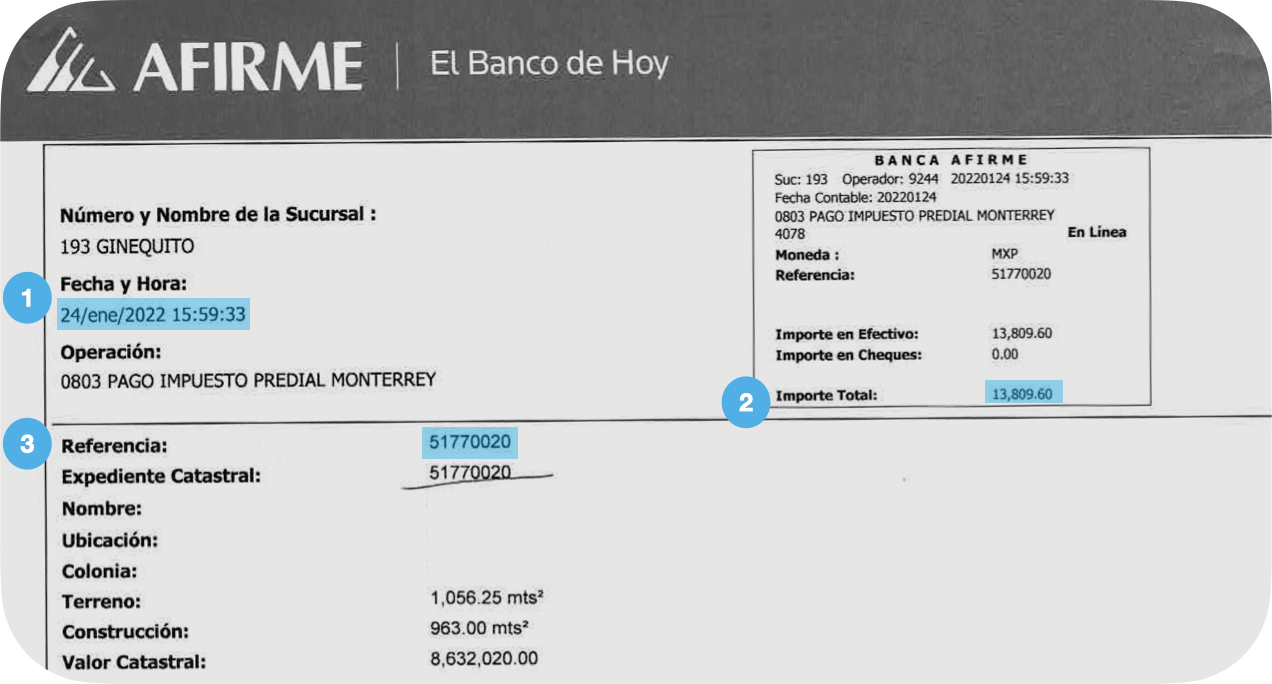 AFIRME | El Banco de Hoy
Número y Nombre de la Sucursal :
193 GINEQUITO
1 Fecha y Hora:
24/ene/2022 15:59:33
Operación:
0803 PAGO IMPUESTO PREDIAL MONTERREY
BANCA AFIRME
Suc: 193 Operador: 9244 20220124 15:59:33
Fecha Contable: 20220124
0803 PAGO IMPUESTO PREDIAL MONTERREY
4078 En Linea
Moneda : MXP
Referencia: 51770020
Importe en Efectivo: 13,809.60
Importe en Cheques: 0.00
2 Importe Total: 13,809.60
3 Referencia: 51770020
Expediente Catastral: 51770020
Nombre:
Ubicación:
Colonia:
Terreno: 1,056.25 mts²
Construcción: 963.00 mts²
Valor Catastral: 8,632,020.00